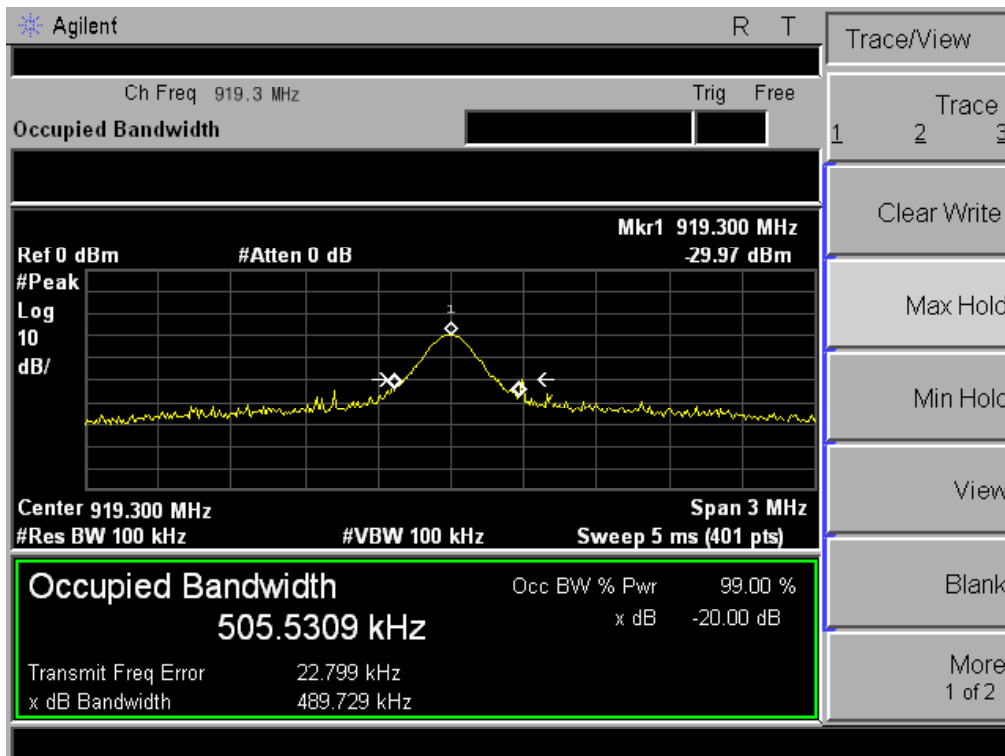 Agilent R T
Trace/View
Ch Freq 919.3 MHz Trig Free
Occupied Bandwidth
Trace
1 2 3
Clear Write
Max Hold
Min Hold
View
Blank
More
1 of 2
Mkr1 919.300 MHz
Ref 0 dBm #Atten 0 dB -29.97 dBm
#Peak
Log
10
dB/
1
Center 919.300 MHz Span 3 MHz
#Res BW 100 kHz #VBW 100 kHz Sweep 5 ms (401 pts)
Occupied Bandwidth
505.5309 kHz
Occ BW % Pwr 99.00 %
x dB -20.00 dB
Transmit Freq Error 22.799 kHz
x dB Bandwidth 489.729 kHz